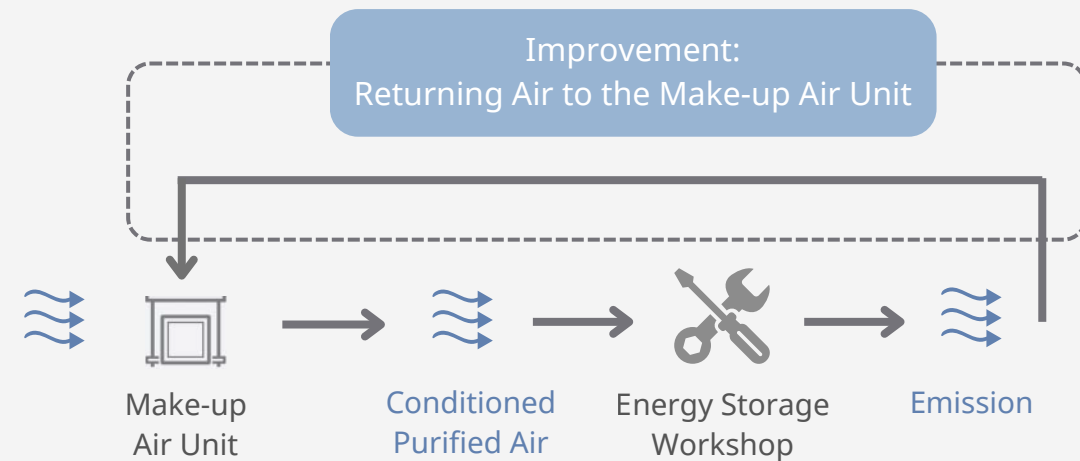 Improvement:
Returning Air to the Make-up Air Unit
Make-up
Air Unit
Conditioned
Purified Air
Energy Storage
Workshop
Emission